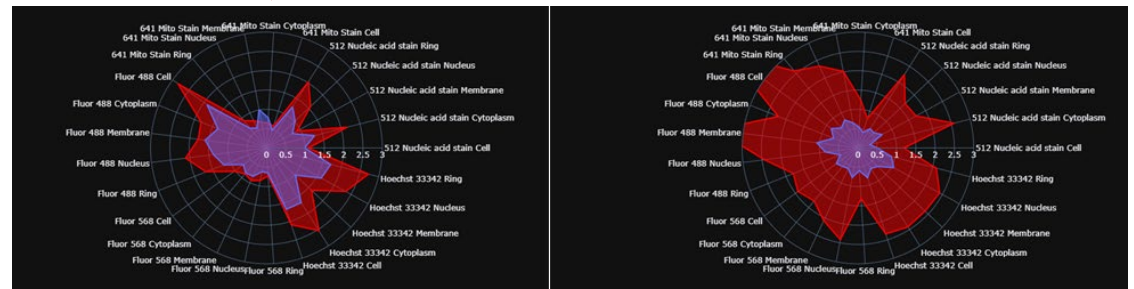 641 Mito Stain Cytoplasm
641 Mito Stain Membrane
641 Mito Stain Cell
641 Mito Stain Nucleus
512 Nucleic acid stain Ring
641 Mito Stain Ring
512 Nucleic acid stain Nucleus
Fluor 488 Cell
512 Nucleic acid stain Membrane
Fluor 488 Cytoplasm
512 Nucleic acid stain Cytoplasm
Fluor 488 Membrane
512 Nucleic acid stain Cell
0 0.5 1 1.5 2 2.5 3
Fluor 488 Nucleus
Hoechst 33342 Ring
Fluor 488 Ring
Hoechst 33342 Nucleus
Fluor 568 Cell
Hoechst 33342 Membrane
Fluor 568 Cytoplasm
Hoechst 33342 Cytoplasm
Fluor 568 Membrane
Hoechst 33342 Cell
Fluor 568 Nucleus
Fluor 568 Ring
641 Mito Stain Cytoplasm
641 Mito Stain Membrane
641 Mito Stain Cell
641 Mito Stain Nucleus
512 Nucleic acid stain Ring
641 Mito Stain Ring
512 Nucleic acid stain Nucleus
Fluor 488 Cell
512 Nucleic acid stain Membrane
Fluor 488 Cytoplasm
512 Nucleic acid stain Cytoplasm
Fluor 488 Membrane
512 Nucleic acid stain Cell
0 0.5 1 1.5 2 2.5 3
Fluor 488 Nucleus
Hoechst 33342 Ring
Fluor 488 Ring
Hoechst 33342 Nucleus
Fluor 568 Cell
Hoechst 33342 Membrane
Fluor 568 Cytoplasm
Hoechst 33342 Cytoplasm
Fluor 568 Membrane
Hoechst 33342 Cell
Fluor 568 Nucleus
Fluor 568 Ring